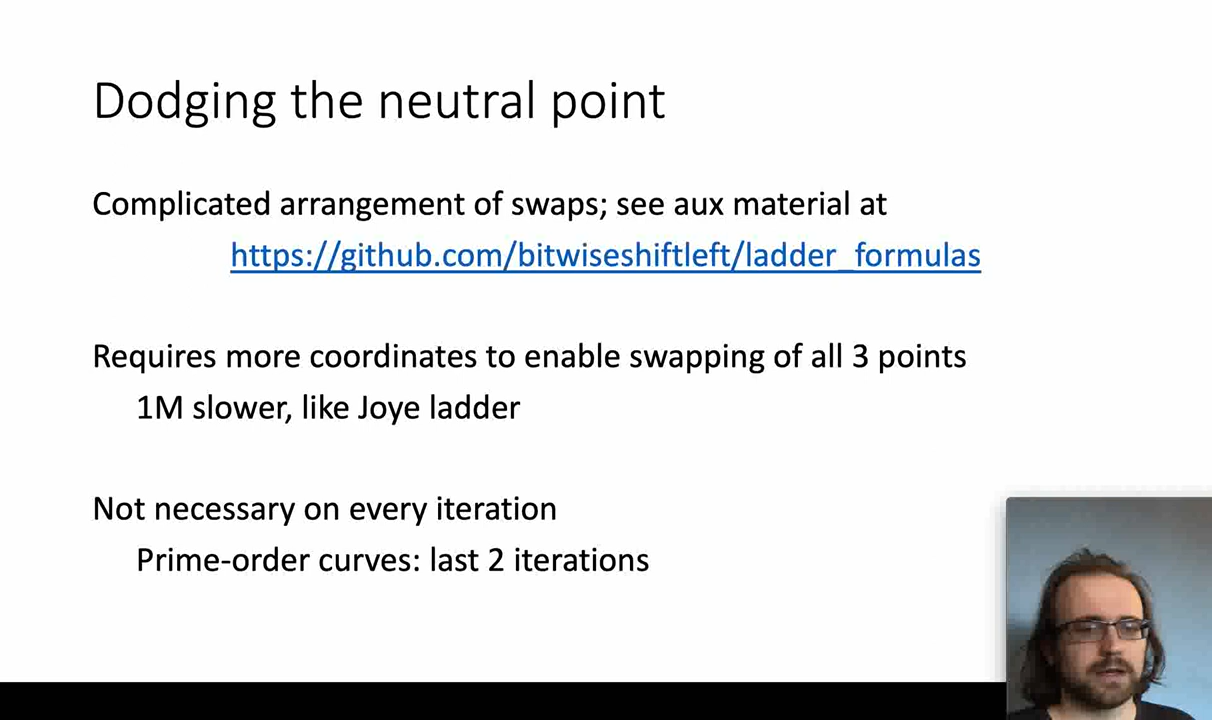 Dodging the neutral point
Complicated arrangement of swaps; see aux material at
https://github.com/bitwiseshiftleft/ladder_formulas
Requires more coordinates to enable swapping of all 3 points
1M slower, like Joye ladder
Not necessary on every iteration
Prime-order curves: last 2 iterations